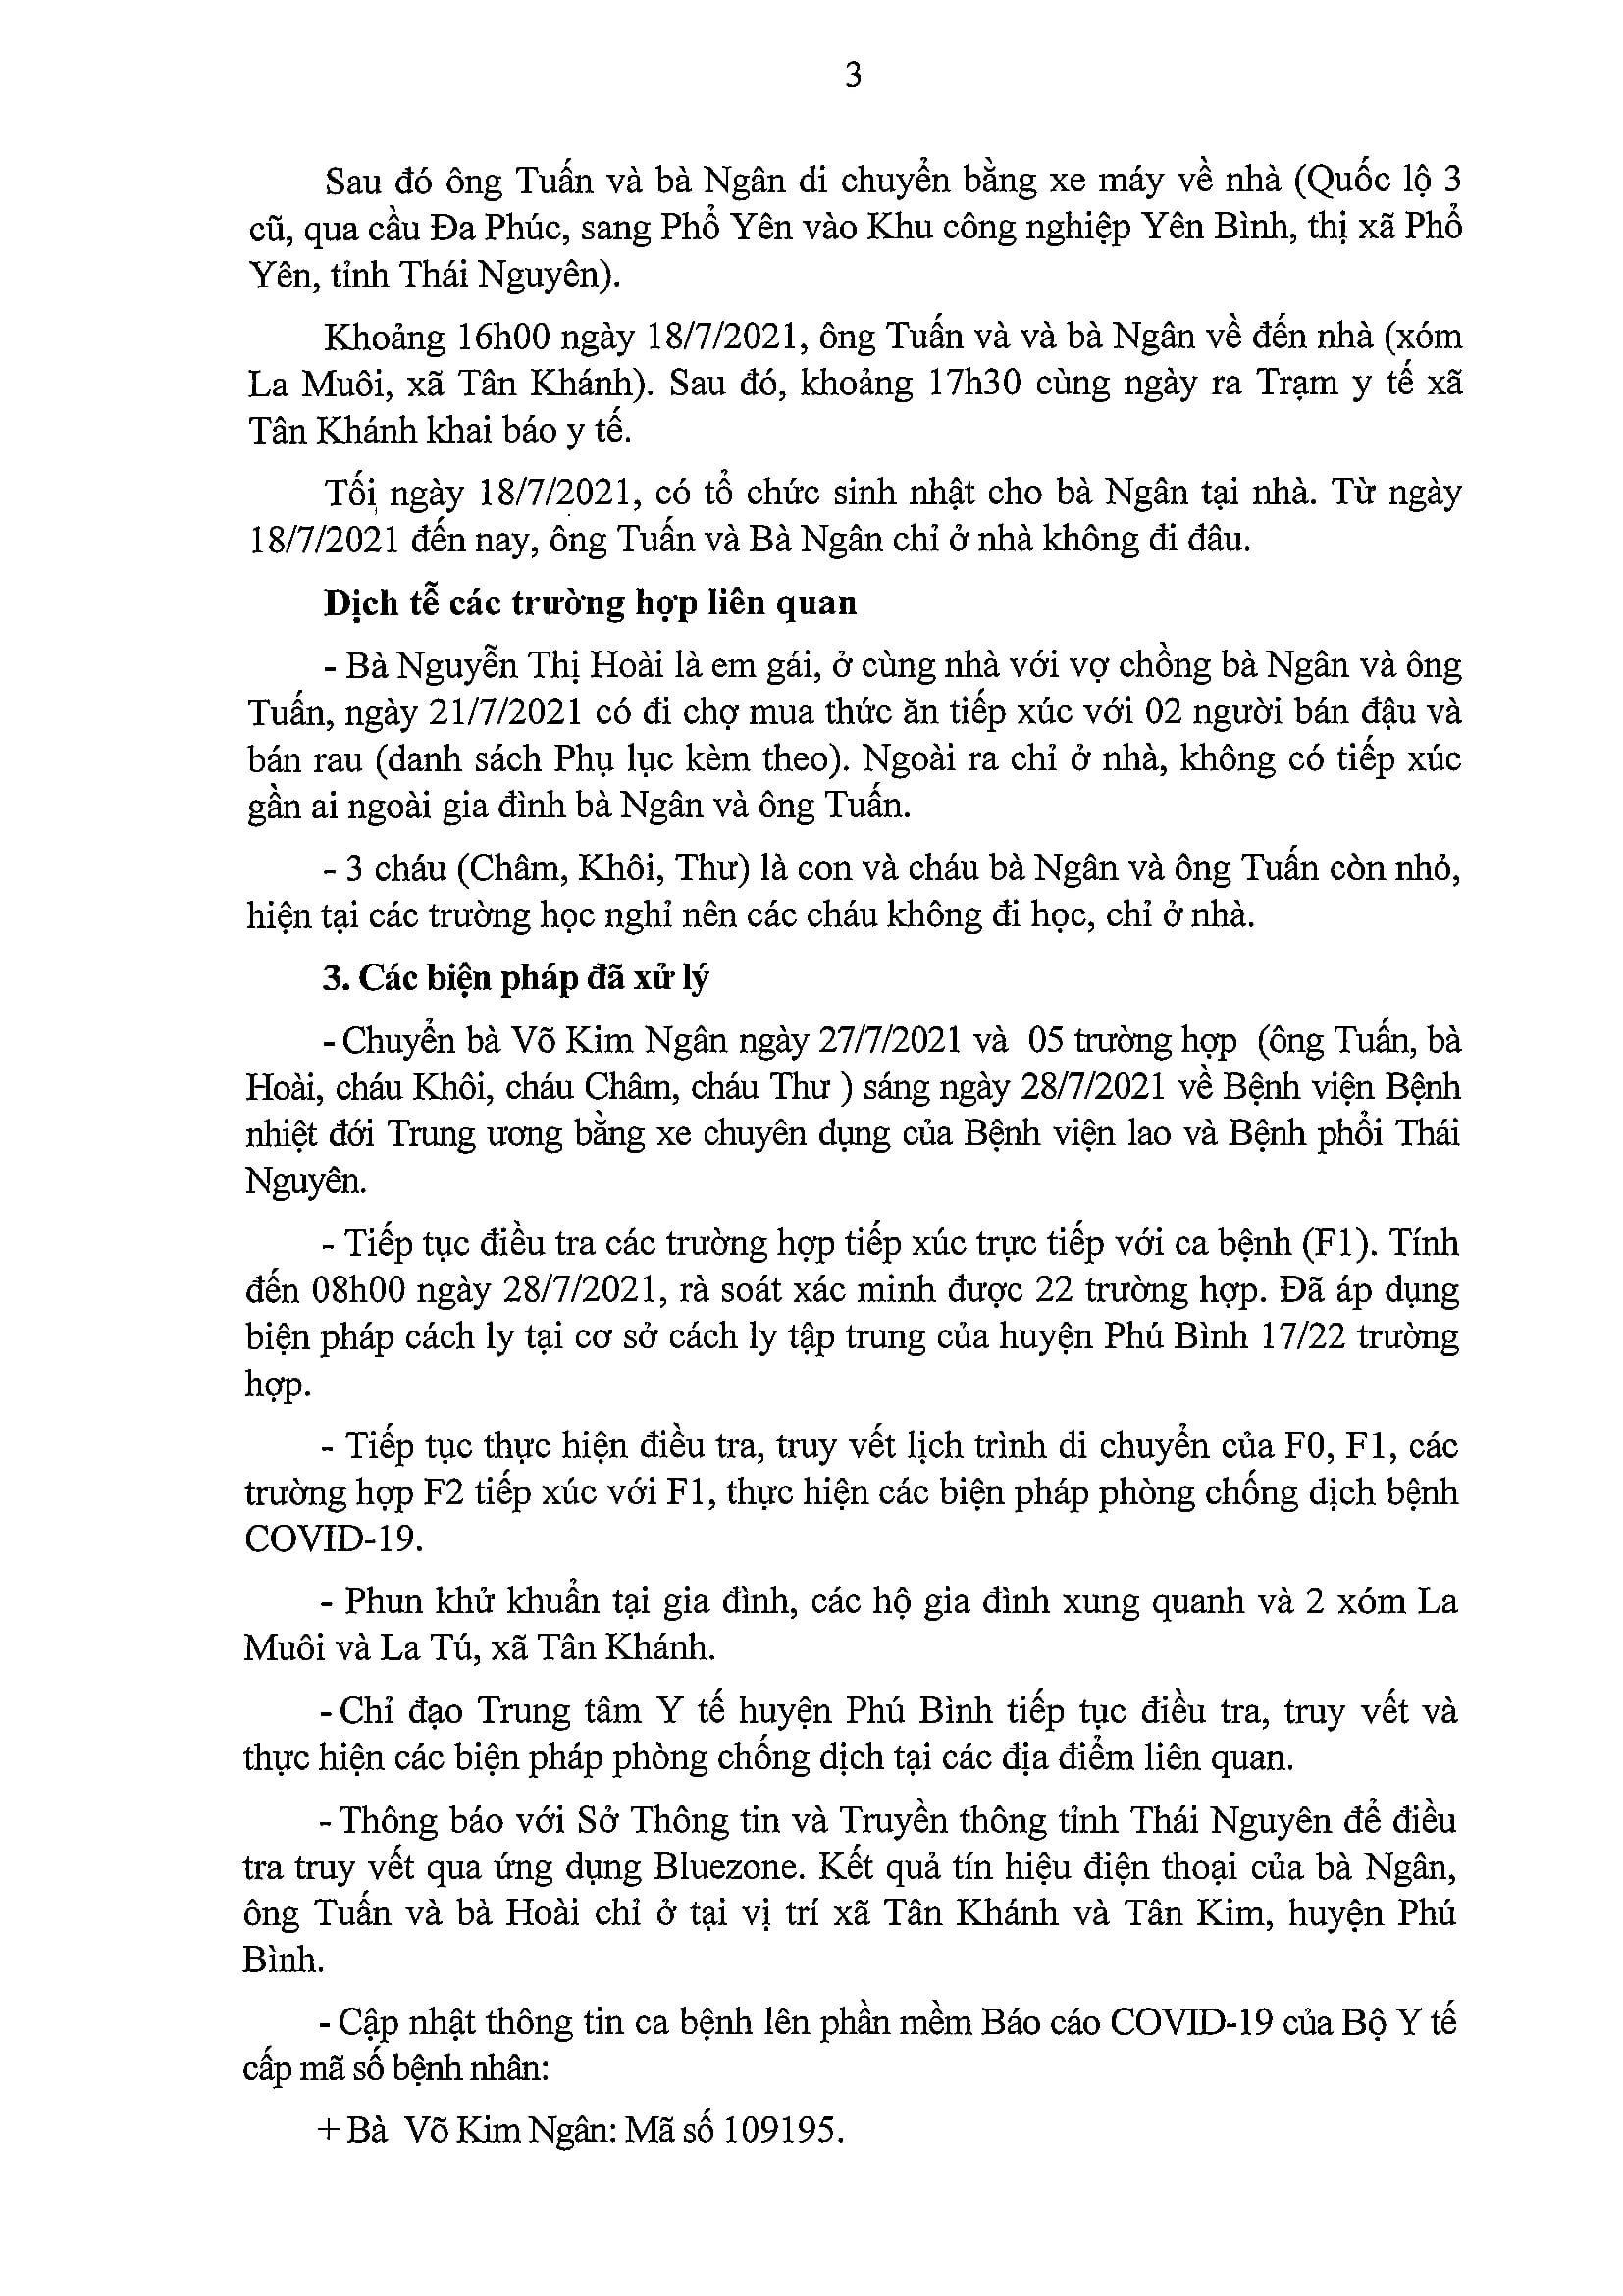 3
Sau đó ông Tuấn và bà Ngân di chuyển bằng xe máy về nhà (Quốc lộ 3
cũ, qua cầu Đa Phúc, sang Phổ Yên vào Khu công nghiệp Yên Bình, thị xã Phổ
Yên, tỉnh Thái Nguyên).
Khoảng 16h00 ngày 18/7/2021, ông Tuấn và và bà Ngân về đến nhà (xóm
La Muôi, xã Tân Khánh). Sau đó, khoảng 17h30 cùng ngày ra Trạm y tế xã
Tân Khánh khai báo y tế.
Tối ngày 18/7/2021, có tổ chức sinh nhật cho bà Ngân tại nhà. Từ ngày
18/7/2021 đến nay, ông Tuấn và Bà Ngân chỉ ở nhà không đi đâu.
Dịch tễ các trường hợp liên quan
- Bà Nguyễn Thị Hoài là em gái, ở cùng nhà với vợ chồng bà Ngân và ông
Tuấn, ngày 21/7/2021 có đi chợ mua thức ăn tiếp xúc với 02 người bán đậu và
bán rau (danh sách Phụ lục kèm theo). Ngoài ra chỉ ở nhà, không có tiếp xúc
gần ai ngoài gia đình bà Ngân và ông Tuấn.
- 3 cháu (Châm, Khôi, Thư) là con và cháu bà Ngân và ông Tuấn còn nhỏ,
hiện tại các trường học nghỉ nên các cháu không đi học, chỉ ở nhà.
3. Các biện pháp đã xử lý
- Chuyển bà Võ Kim Ngân ngày 27/7/2021 và 05 trường hợp (ông Tuấn, bà
Hoài, cháu Khôi, cháu Châm, cháu Thư ) sáng ngày 28/7/2021 về Bệnh viện Bệnh
nhiệt đới Trung ương bằng xe chuyên dụng của Bệnh viện lao và Bệnh phổi Thái
Nguyên.
- Tiếp tục điều tra các trường hợp tiếp xúc trực tiếp với ca bệnh (F1). Tính
đến 08h00 ngày 28/7/2021, rà soát xác minh được 22 trường hợp. Đã áp dụng
biện pháp cách ly tại cơ sở cách ly tập trung của huyện Phú Bình 17/22 trường
hợp.
- Tiếp tục thực hiện điều tra, truy vết lịch trình di chuyển của F0, F1, các
trường hợp F2 tiếp xúc với F1, thực hiện các biện pháp phòng chống dịch bệnh
COVID-19.
- Phun khử khuẩn tại gia đình, các hộ gia đình xung quanh và 2 xóm La
Muôi và La Tú, xã Tân Khánh.
- Chỉ đạo Trung tâm Y tế huyện Phú Bình tiếp tục điều tra, truy vết và
thực hiện các biện pháp phòng chống dịch tại các địa điểm liên quan.
- Thông báo với Sở Thông tin và Truyền thông tỉnh Thái Nguyên để điều
tra truy vết qua ứng dụng Bluezone. Kết quả tín hiệu điện thoại của bà Ngân,
ông Tuấn và bà Hoài chỉ ở tại vị trí xã Tân Khánh và Tân Kim, huyện Phú
Bình.
- Cập nhật thông tin ca bệnh lên phần mềm Báo cáo COVID-19 của Bộ Y tế
cấp mã số bệnh nhân:
+ Bà Võ Kim Ngân: Mã số 109195.